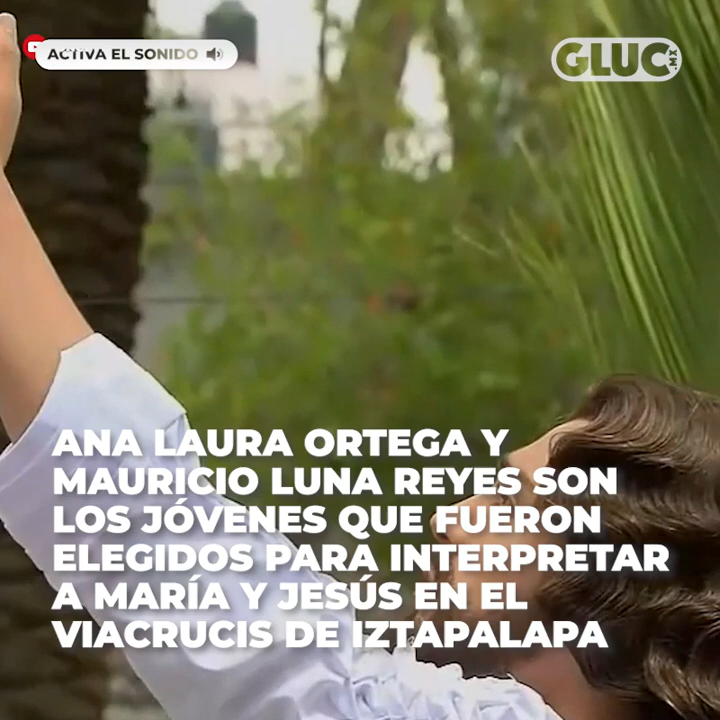 ACTIVA EL SONIDO
GLUC
.MX
ANA LAURA ORTEGA Y
MAURICIO LUNA REYES SON
LOS JÓVENES QUE FUERON
ELEGIDOS PARA INTERPRETAR
A MARÍA Y JESÚS EN EL
VIACRUCIS DE IZTAPALAPA